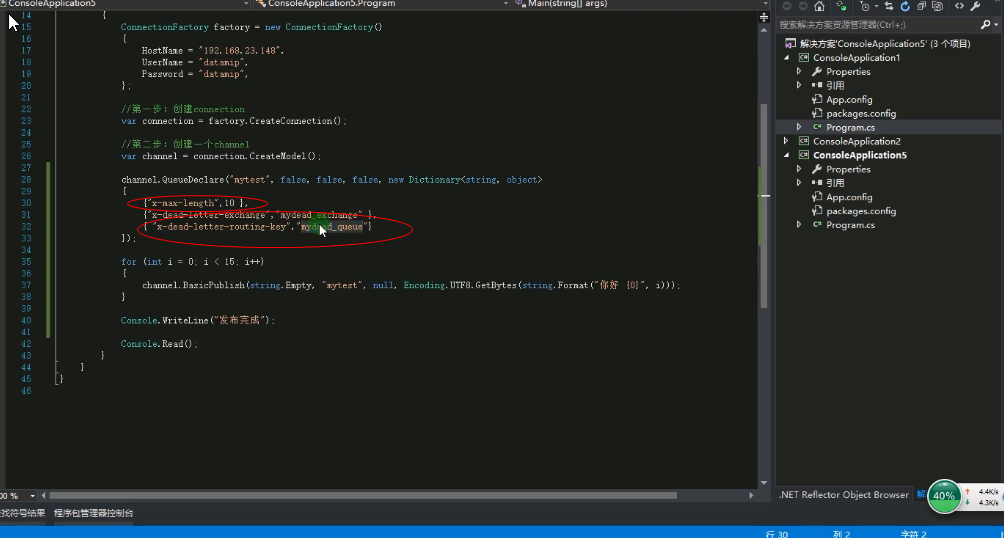 ConsoleApplication5
ConsoleApplication5.Program
Main(string[] args)
14 {
15 ConnectionFactory factory = new ConnectionFactory()
16 {
17 HostName = "192.168.23.148",
18 UserName = "datamip",
19 Password = "datamip",
20 };
21
22 //第一步：创建connection
23 var connection = factory.CreateConnection();
24
25 //第二步：创建一个channel
26 var channel = connection.CreateModel();
27
28 channel.QueueDeclare("mytest", false, false, false, new Dictionary<string, object>
29 {
30 {"x-max-length",10 },
31 {"x-dead-letter-exchange","mydead_exchange" },
32 { "x-dead-letter-routing-key","mydead_queue"}
33 });
34
35 for (int i = 0; i < 15; i++)
36 {
37 channel.BasicPublish(string.Empty, "mytest", null, Encoding.UTF8.GetBytes(string.Format("你好 {0}", i)));
38 }
39
40 Console.WriteLine("发布完成");
41
42 Console.Read();
43 }
44 }
45 }
46
搜索解决方案资源管理器(Ctrl+;)
解决方案'ConsoleApplication5' (3 个项目)
ConsoleApplication1
Properties
引用
App.config
packages.config
Program.cs
ConsoleApplication2
ConsoleApplication5
Properties
引用
App.config
packages.config
Program.cs
.NET Reflector Object Browser
40%
4.4K/s
4.3K/s
00 %
找符号结果
程序包管理器控制台
行 30
列 2
字符 2